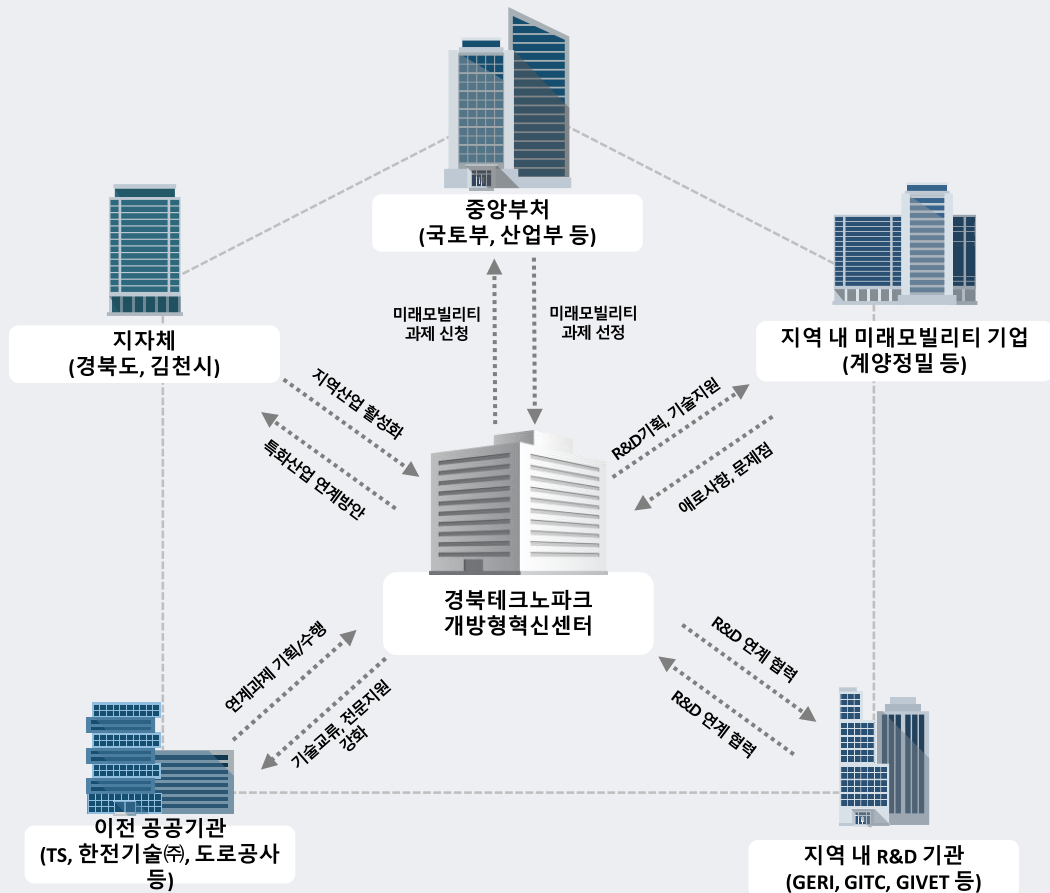 중앙부처
(국토부, 산업부 등)
지자체
(경북도, 김천시)
지역 내 미래모빌리티 기업
(계양정밀 등)
미래모빌리티
과제 신청
미래모빌리티
과제 선정
지역산업 활성화
특화산업 연계방안
R&D기획, 기술지원
애로사항, 문제점
경북테크노파크
개방형혁신센터
연계과제 기획/수행
기술교류, 전문지원
강화
R&D 연계 협력
R&D 연계 협력
이전 공공기관
(TS, 한전기술㈜, 도로공사
등)
지역 내 R&D 기관
(GERI, GITC, GIVET 등)